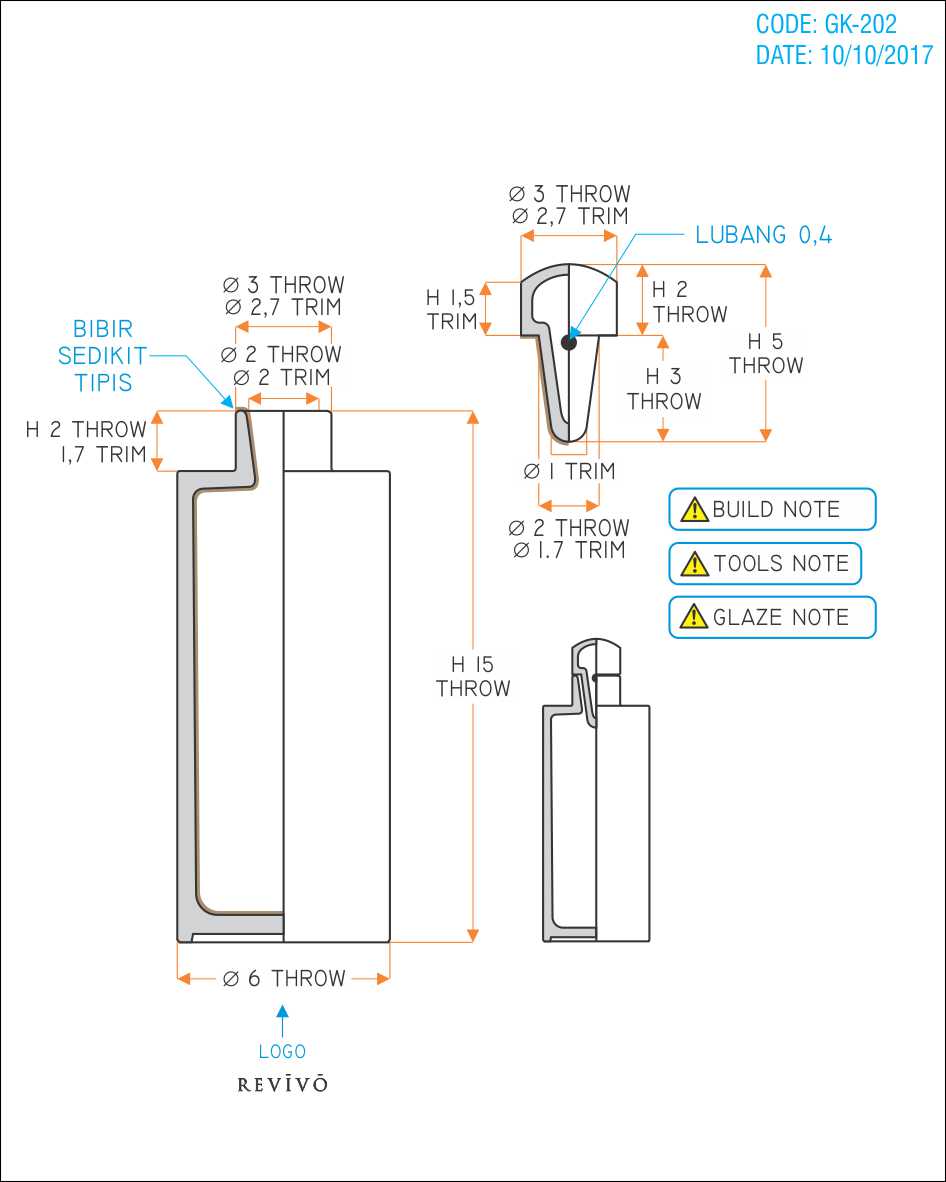 CODE: GK-202
DATE: 10/10/2017
Ø 3 THROW
Ø 2,7 TRIM
LUBANG 0,4
H 1,5
TRIM
H 2
THROW
H 5
THROW
H 3
THROW
Ø 1 TRIM
Ø 2 THROW
Ø 1.7 TRIM
Ø 3 THROW
Ø 2,7 TRIM
BIBIR
SEDIKIT
TIPIS
Ø 2 THROW
Ø 2 TRIM
H 2 THROW
1,7 TRIM
BUILD NOTE
TOOLS NOTE
GLAZE NOTE
H 15
THROW
Ø 6 THROW
LOGO
REVĪVŌ